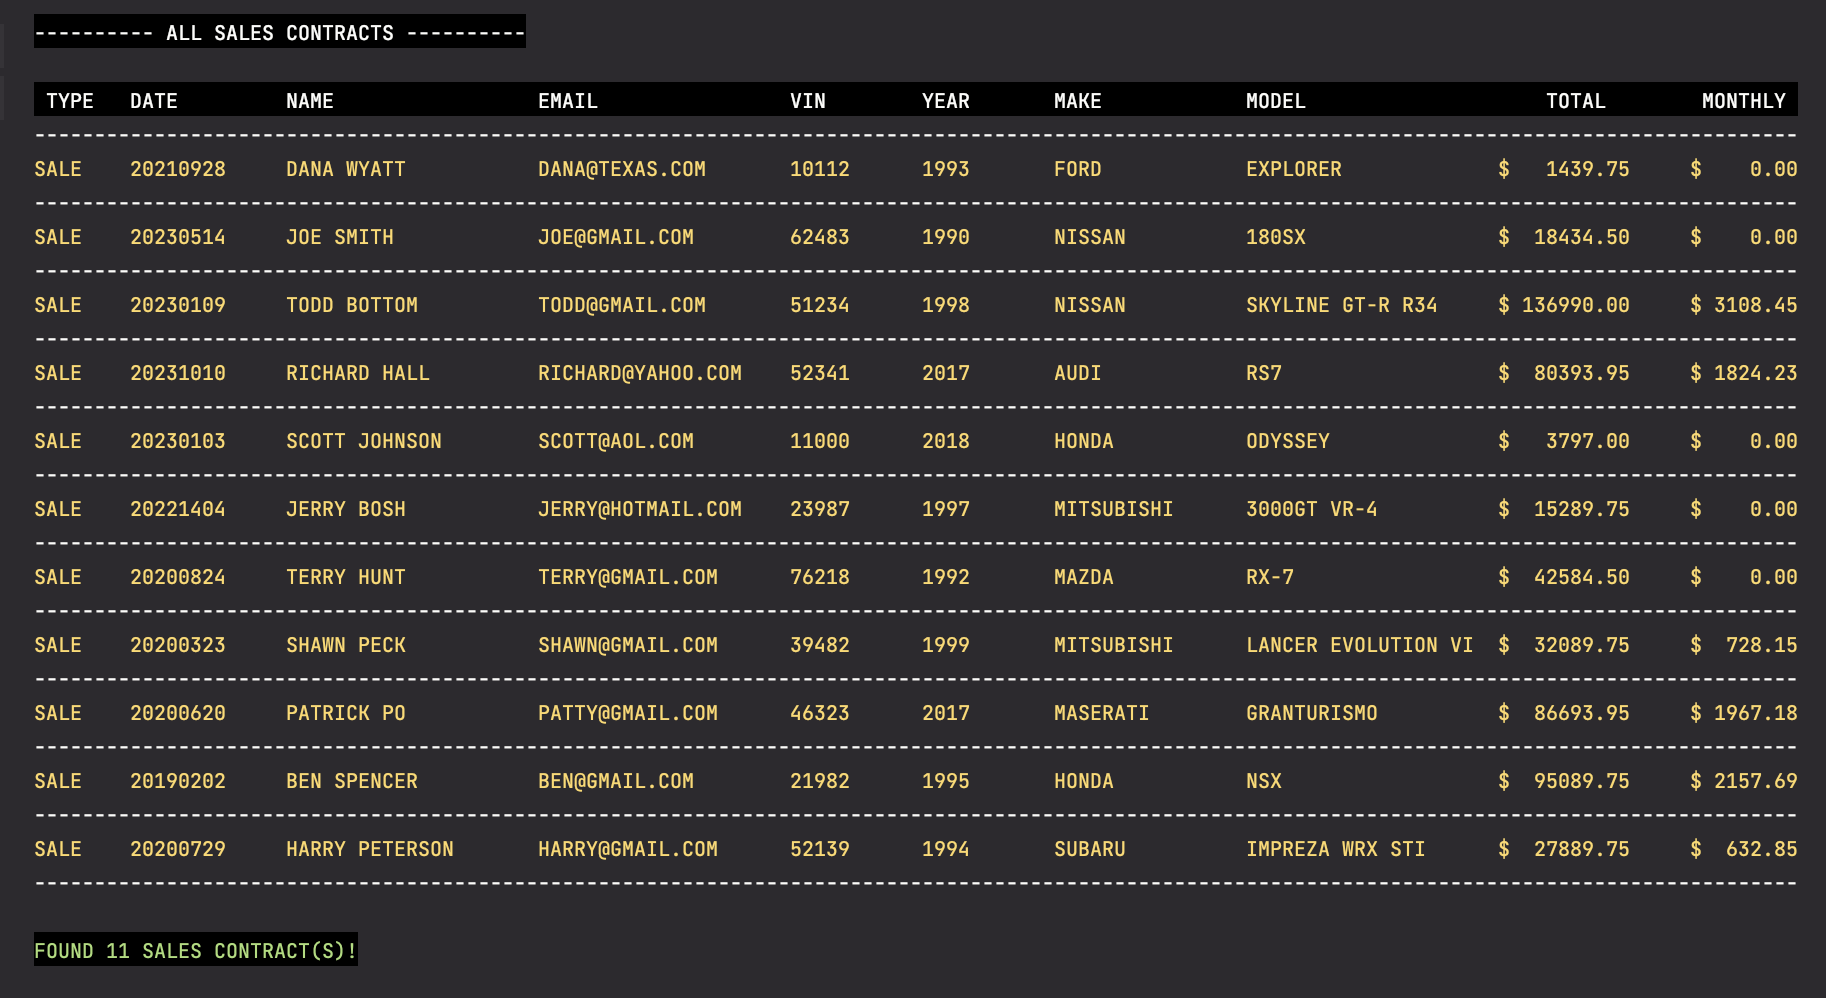 ---------- ALL SALES CONTRACTS ----------
TYPE DATE NAME EMAIL VIN YEAR MAKE MODEL TOTAL MONTHLY
---------------------------------------------------------------------------------------------------------------------------------------------------
SALE 20210928 DANA WYATT DANA@TEXAS.COM 10112 1993 FORD EXPLORER $ 1439.75 $ 0.00
---------------------------------------------------------------------------------------------------------------------------------------------------
SALE 20230514 JOE SMITH JOE@GMAIL.COM 62483 1990 NISSAN 180SX $ 18434.50 $ 0.00
---------------------------------------------------------------------------------------------------------------------------------------------------
SALE 20230109 TODD BOTTOM TODD@GMAIL.COM 51234 1998 NISSAN SKYLINE GT-R R34 $ 136990.00 $ 3108.45
---------------------------------------------------------------------------------------------------------------------------------------------------
SALE 20231010 RICHARD HALL RICHARD@YAHOO.COM 52341 2017 AUDI RS7 $ 80393.95 $ 1824.23
---------------------------------------------------------------------------------------------------------------------------------------------------
SALE 20230103 SCOTT JOHNSON SCOTT@AOL.COM 11000 2018 HONDA ODYSSEY $ 3797.00 $ 0.00
---------------------------------------------------------------------------------------------------------------------------------------------------
SALE 20221404 JERRY BOSH JERRY@HOTMAIL.COM 23987 1997 MITSUBISHI 3000GT VR-4 $ 15289.75 $ 0.00
---------------------------------------------------------------------------------------------------------------------------------------------------
SALE 20200824 TERRY HUNT TERRY@GMAIL.COM 76218 1992 MAZDA RX-7 $ 42584.50 $ 0.00
---------------------------------------------------------------------------------------------------------------------------------------------------
SALE 20200323 SHAWN PECK SHAWN@GMAIL.COM 39482 1999 MITSUBISHI LANCER EVOLUTION VI $ 32089.75 $ 728.15
---------------------------------------------------------------------------------------------------------------------------------------------------
SALE 20200620 PATRICK PO PATTY@GMAIL.COM 46323 2017 MASERATI GRANTURISMO $ 86693.95 $ 1967.18
---------------------------------------------------------------------------------------------------------------------------------------------------
SALE 20190202 BEN SPENCER BEN@GMAIL.COM 21982 1995 HONDA NSX $ 95089.75 $ 2157.69
---------------------------------------------------------------------------------------------------------------------------------------------------
SALE 20200729 HARRY PETERSON HARRY@GMAIL.COM 52139 1994 SUBARU IMPREZA WRX STI $ 27889.75 $ 632.85
---------------------------------------------------------------------------------------------------------------------------------------------------
FOUND 11 SALES CONTRACT(S)!